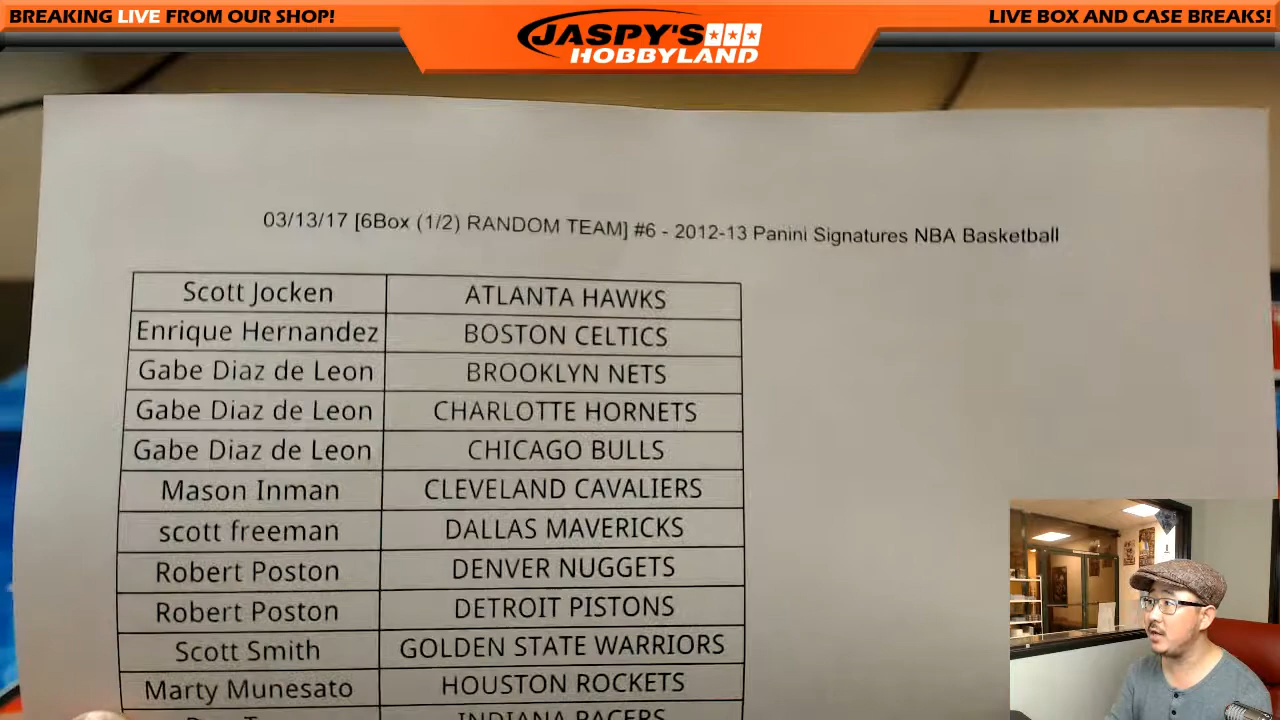 BREAKING LIVE FROM OUR SHOP!
JASPY'S
HOBBYLAND
LIVE BOX AND CASE BREAKS!
03/13/17 [6Box (1/2) RANDOM TEAM] #6 - 2012-13 Panini Signatures NBA Basketball
Scott Jocken ATLANTA HAWKS
Enrique Hernandez BOSTON CELTICS
Gabe Diaz de Leon BROOKLYN NETS
Gabe Diaz de Leon CHARLOTTE HORNETS
Gabe Diaz de Leon CHICAGO BULLS
Mason Inman CLEVELAND CAVALIERS
scott freeman DALLAS MAVERICKS
Robert Poston DENVER NUGGETS
Robert Poston DETROIT PISTONS
Scott Smith GOLDEN STATE WARRIORS
Marty Munesato HOUSTON ROCKETS
INDIANA PACERS